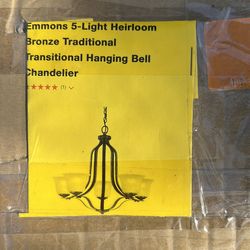 Emmons 5-Light Heirloom
Bronze Traditional
Transitional Hanging Bell
Chandelier
★★★★★ (1)